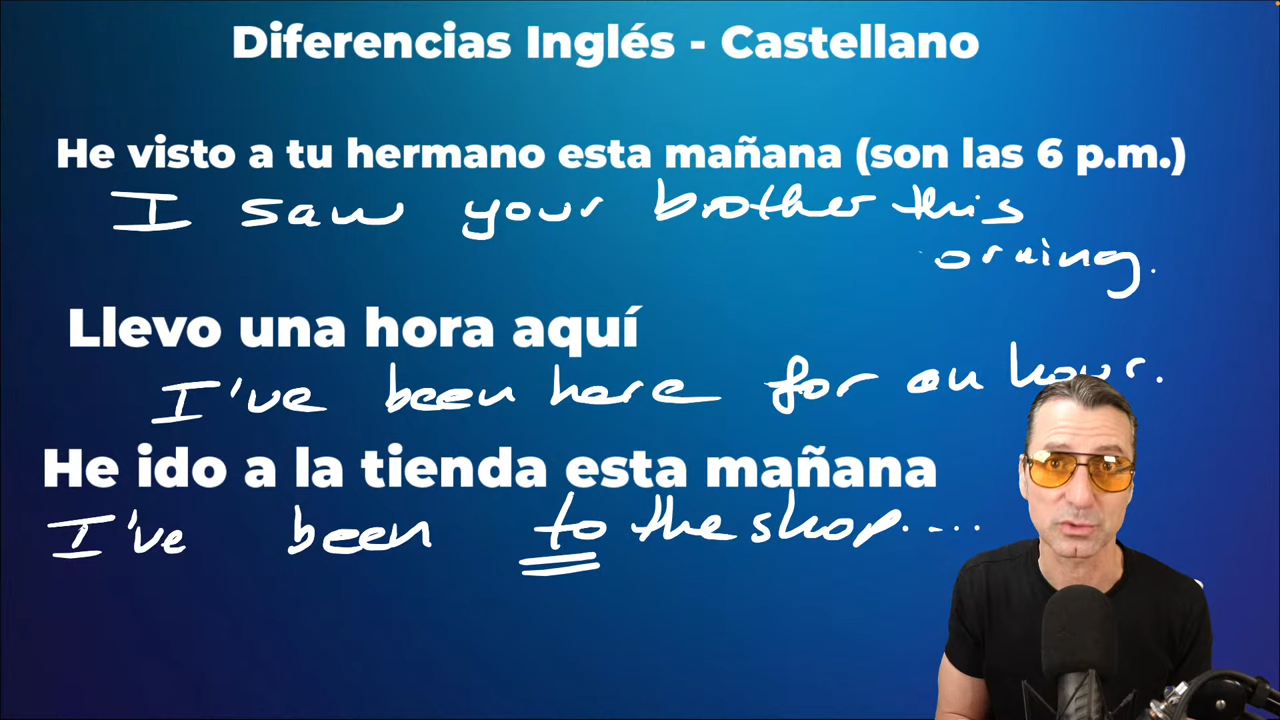 Diferencias Inglés - Castellano
He visto a tu hermano esta mañana (son las 6 p.m.)
I saw your brother this
orning.
Llevo una hora aquí
I've been here for an hour.
He ido a la tienda esta mañana
I've been to the shop....